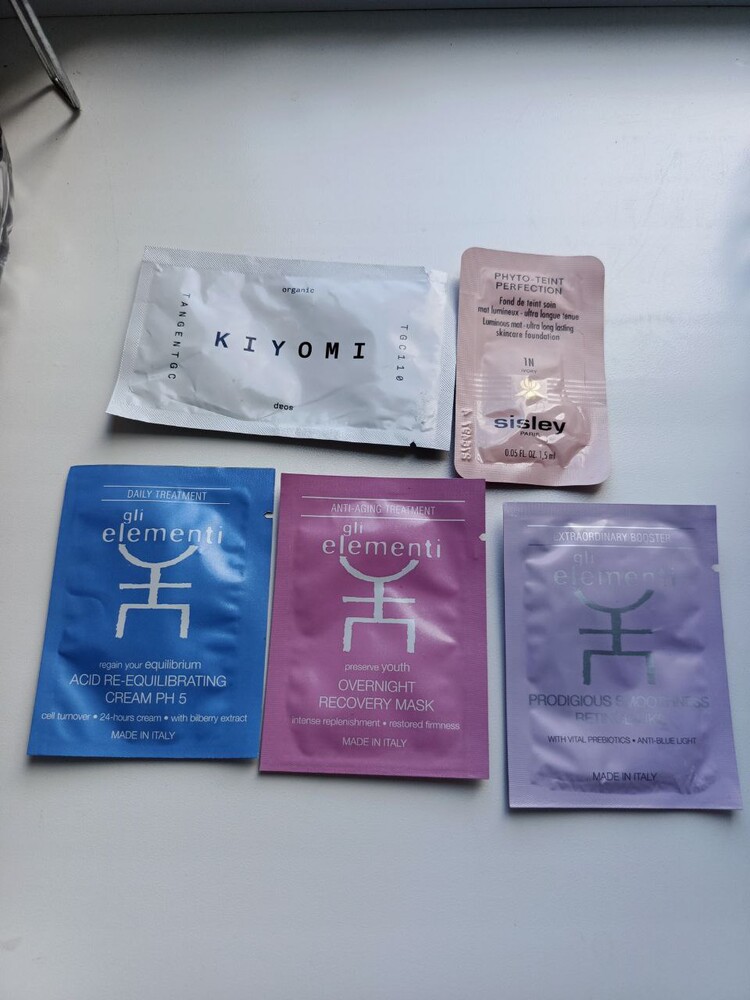 organic
TANGENTGC
KIYOMI
TGC110
soap
PHYTO-TEINT
PERFECTION
Fond de teint soin
mat lumineux - ultra longue tenue
Luminous mat - ultra long lasting
skincare foundation
1N
IVORY
sisley
PARIS
0.05 FL. OZ. 1,5 ml
DAILY TREATMENT
gli
elementi
regain your equilibrium
ACID RE-EQUILIBRATING
CREAM PH 5
cell turnover • 24-hours cream • with bilberry extract
MADE IN ITALY
ANTI-AGING TREATMENT
gli
elementi
preserve youth
OVERNIGHT
RECOVERY MASK
intense replenishment • restored firmness
MADE IN ITALY
EXTRAORDINARY BOOSTER
gli
elementi
PRODIGIOUS SMOOTHNESS
WITH VITAL PREBIOTICS • ANTI-BLUE LIGHT
MADE IN ITALY